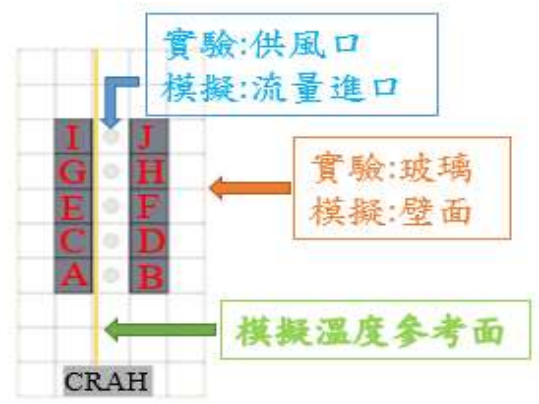 實驗:供風口
模擬:流量進口
I J
G H
E F
C D
A B
實驗:玻璃
模擬:壁面
模擬溫度參考面
CRAH